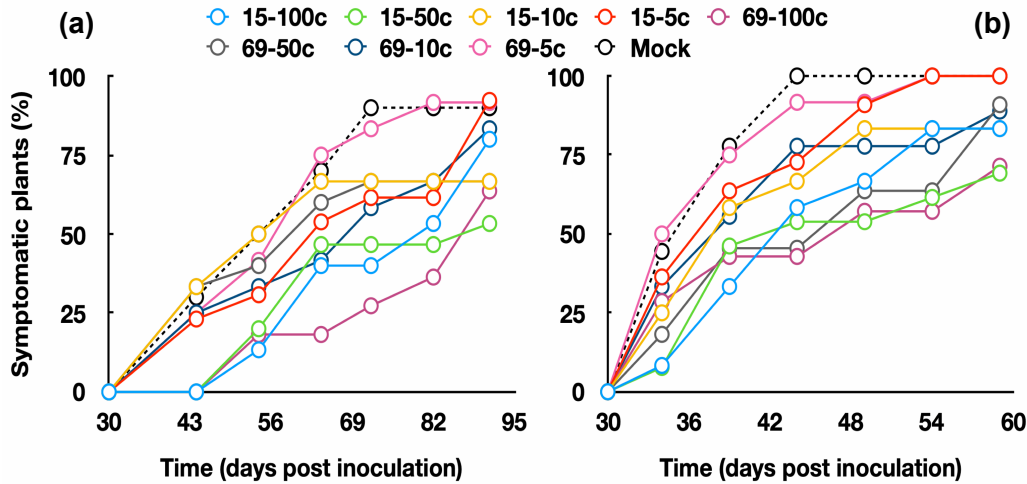 (a) 15-100c 15-50c 15-10c 15-5c 69-100c (b)
69-50c 69-10c 69-5c Mock
Symptomatic plants (%)
100 100
75 75
50 50
25 25
0 0
30 43 56 69 82 95 30 36 42 48 54 60
Time (days post inoculation) Time (days post inoculation)